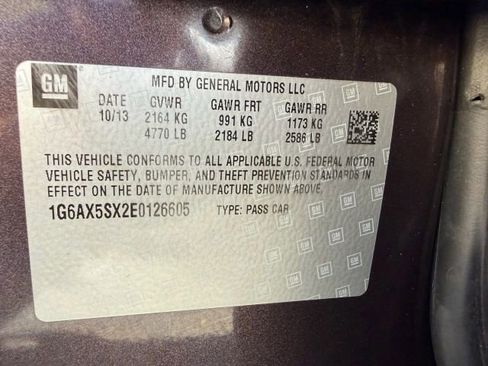 GM
MFD BY GENERAL MOTORS LLC
DATE GVWR GAWR FRT GAWR RR
10/13 2164 KG 991 KG 1173 KG
4770 LB 2184 LB 2586 LB
THIS VEHICLE CONFORMS TO ALL APPLICABLE U.S. FEDERAL MOTOR
VEHICLE SAFETY, BUMPER, AND THEFT PREVENTION STANDARDS IN
EFFECT ON THE DATE OF MANUFACTURE SHOWN ABOVE.
1G6AX5SX2E0126605 TYPE: PASS CAR